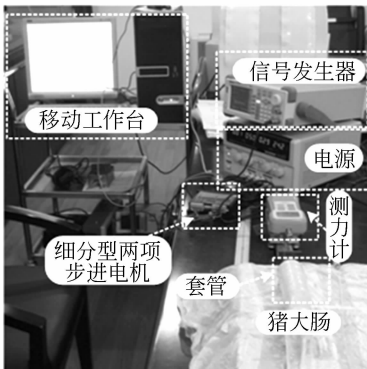 信号发生器
移动工作台
电源
测力计
细分型两项
步进电机
套管
猪大肠